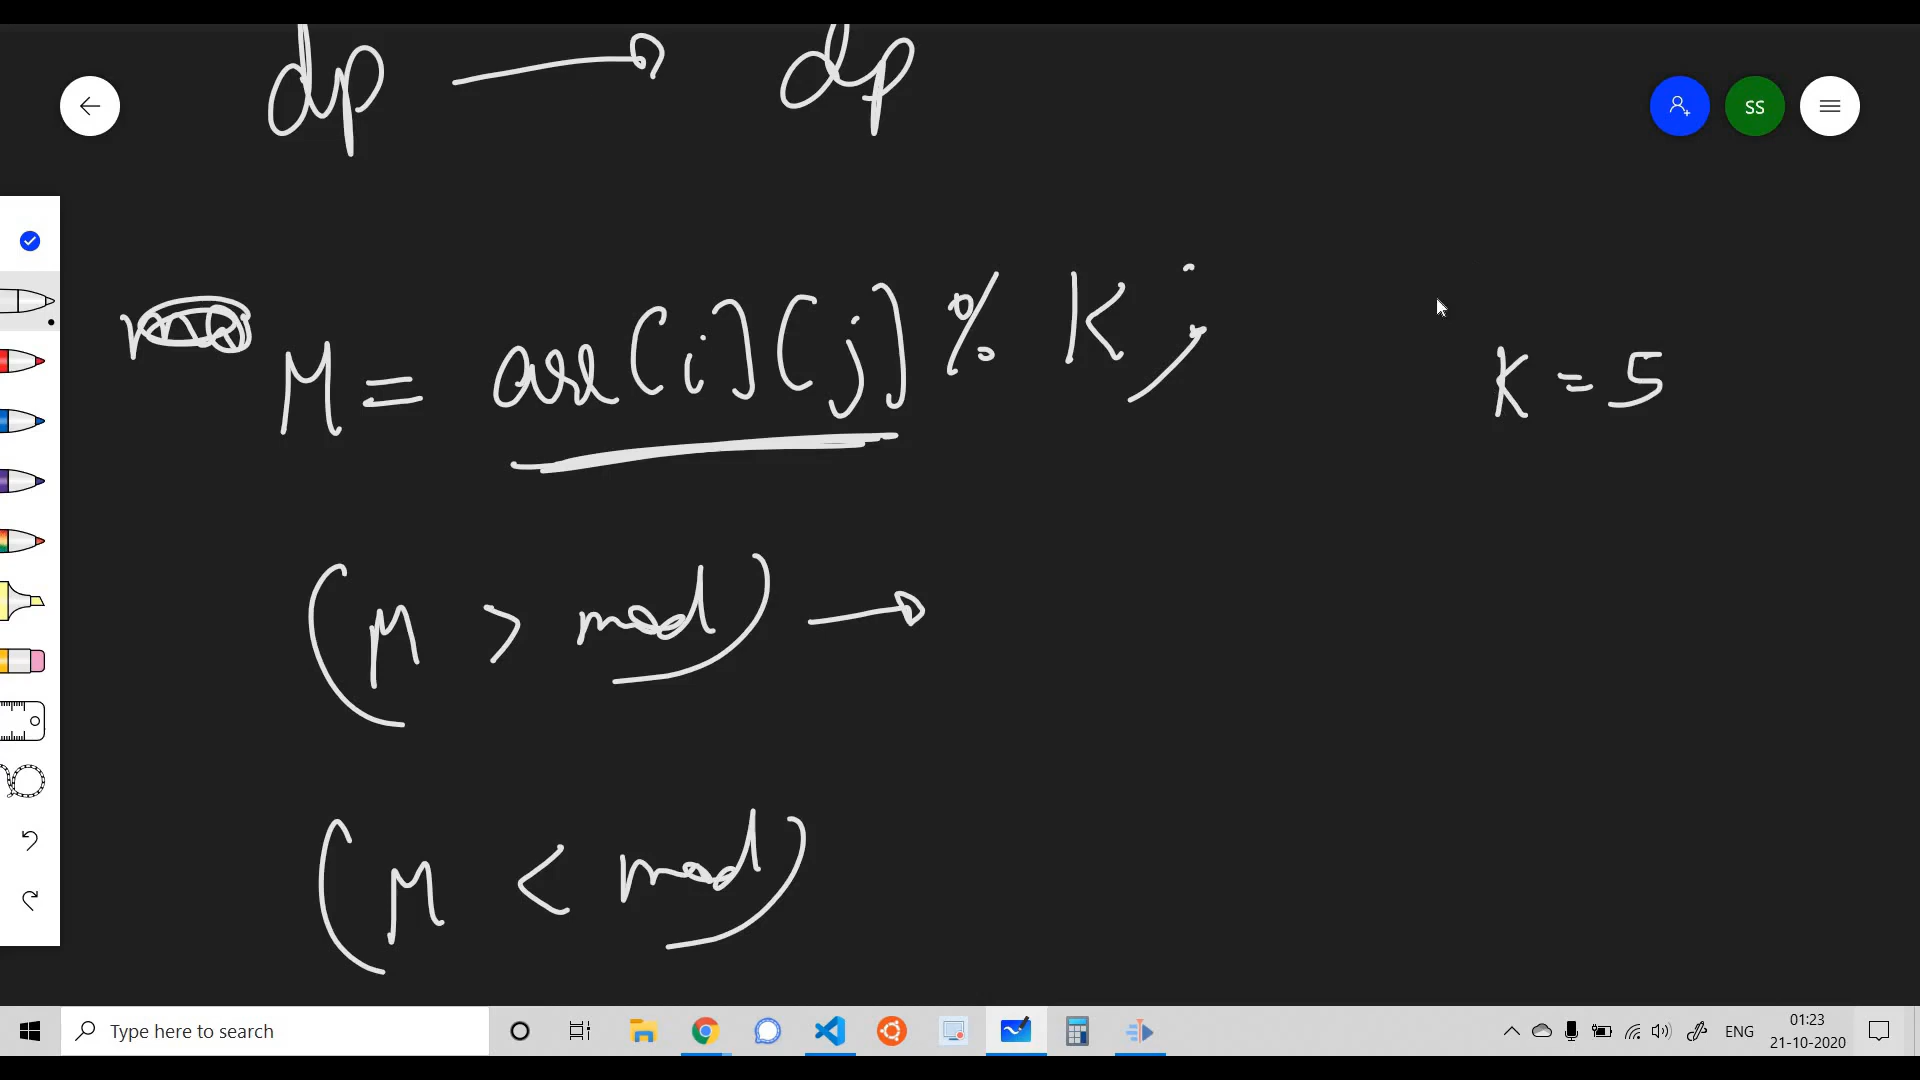 dp → dp
SS
M = arr[i][j] % K;
K = 5
(M > mod) →
(M < mod)
Type here to search
ENG
01:23
21-10-2020